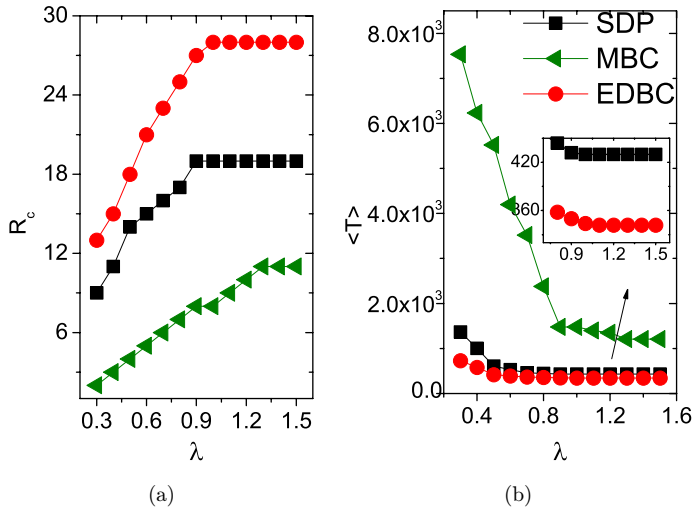 30
24
18
12
6
R_c
0.3 0.6 0.9 1.2 1.5
λ
(a)
8.0x10³
6.0x10³
4.0x10³
2.0x10³
0.0
<T>
SDP
MBC
EDBC
420
360
0.9 1.2 1.5
0.0 0.4 0.8 1.2 1.6
λ
(b)